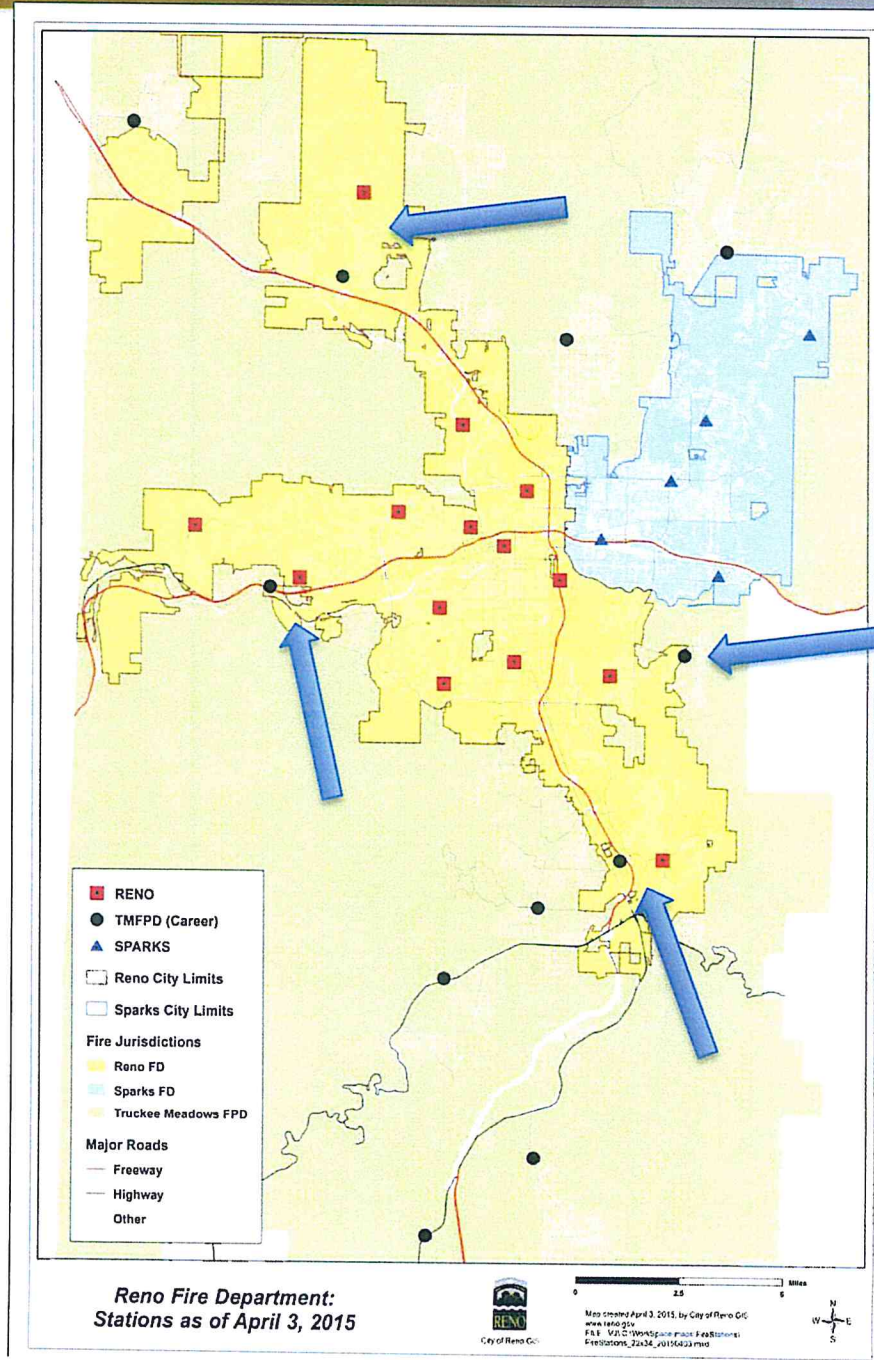 RENO
TMFPD (Career)
SPARKS
Reno City Limits
Sparks City Limits
Fire Jurisdictions
Reno FD
Sparks FD
Truckee Meadows FPD
Major Roads
Freeway
Highway
Other
Reno Fire Department:
Stations as of April 3, 2015
RENO
City of Reno GIS
Miles
0 2.5 5
Map created April 3, 2015, by City of Reno GIS
www.reno.gov
N
W E
S